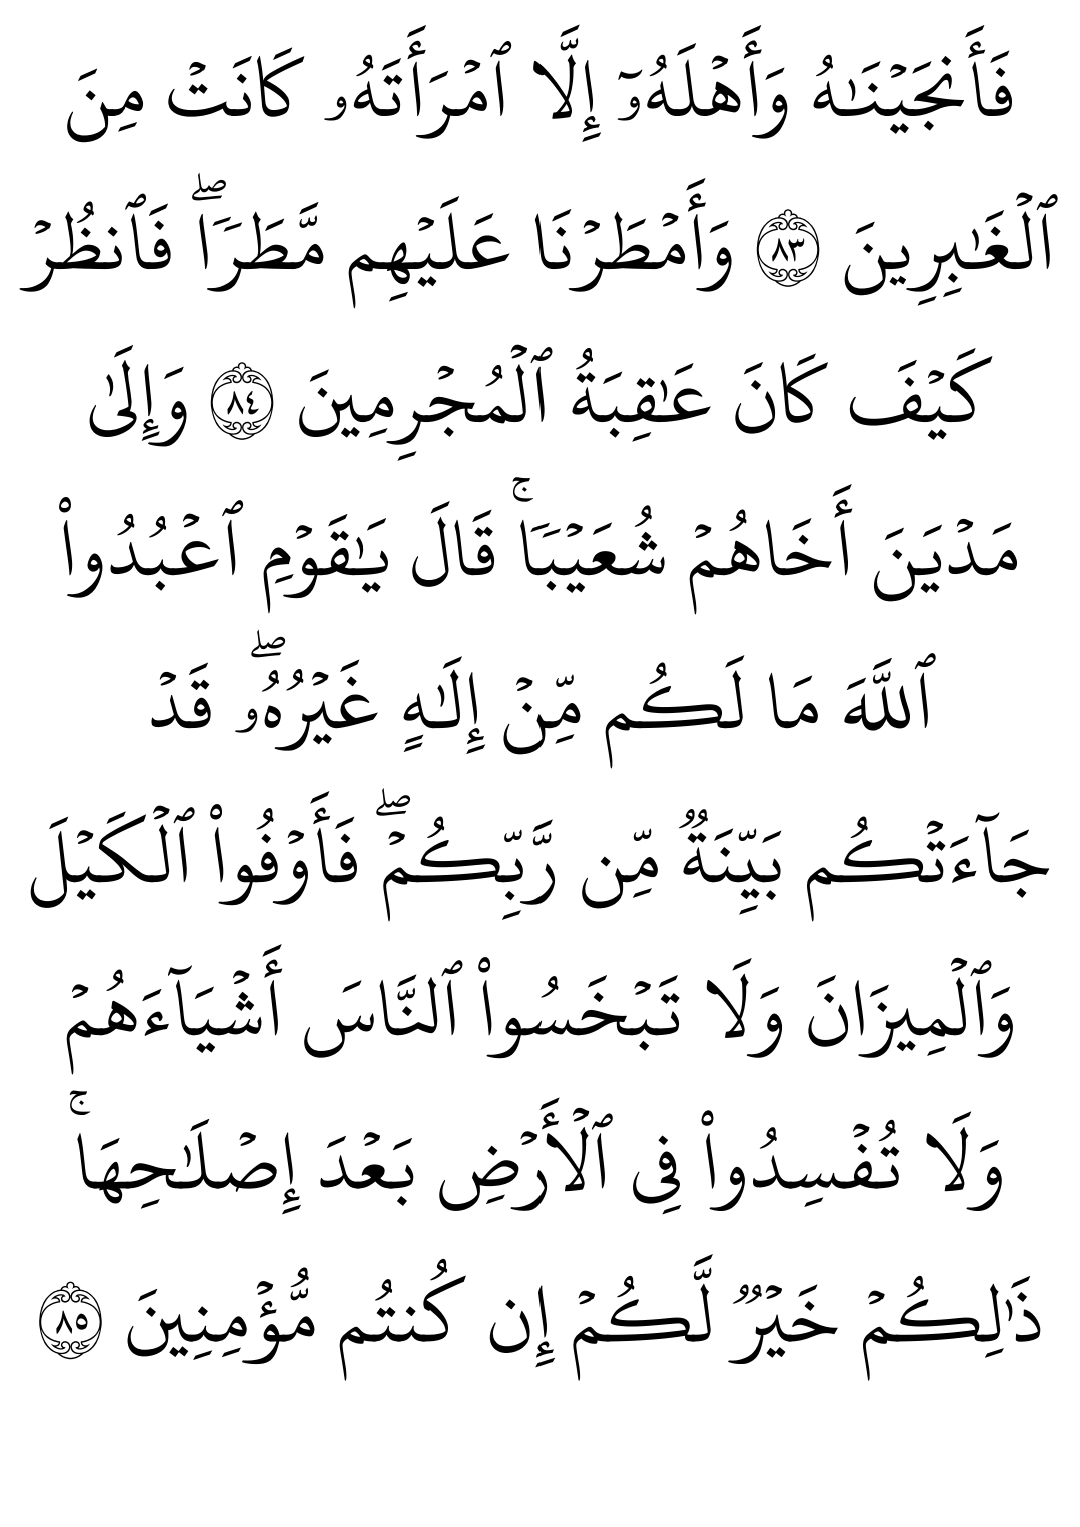 فَأَنجَيۡنَٰهُ وَأَهۡلَهُۥٓ إِلَّا ٱمۡرَأَتَهُۥ كَانَتۡ مِنَ
ٱلۡغَٰبِرِينَ ٨٣ وَأَمۡطَرۡنَا عَلَيۡهِم مَّطَرٗاۖ فَٱنظُرۡ
كَيۡفَ كَانَ عَٰقِبَةُ ٱلۡمُجۡرِمِينَ ٨٤ وَإِلَىٰ
مَدۡيَنَ أَخَاهُمۡ شُعَيۡبٗاۚ قَالَ يَٰقَوۡمِ ٱعۡبُدُواْ
ٱللَّهَ مَا لَكُم مِّنۡ إِلَٰهٍ غَيۡرُهُۥۖ قَدۡ
جَآءَتۡكُم بَيِّنَةٞ مِّن رَّبِّكُمۡۖ فَأَوۡفُواْ ٱلۡكَيۡلَ
وَٱلۡمِيزَانَ وَلَا تَبۡخَسُواْ ٱلنَّاسَ أَشۡيَآءَهُمۡ
وَلَا تُفۡسِدُواْ فِي ٱلۡأَرۡضِ بَعۡدَ إِصۡلَٰحِهَاۚ
ذَٰلِكُمۡ خَيۡرٞ لَّكُمۡ إِن كُنتُم مُّؤۡمِنِينَ ٨٥